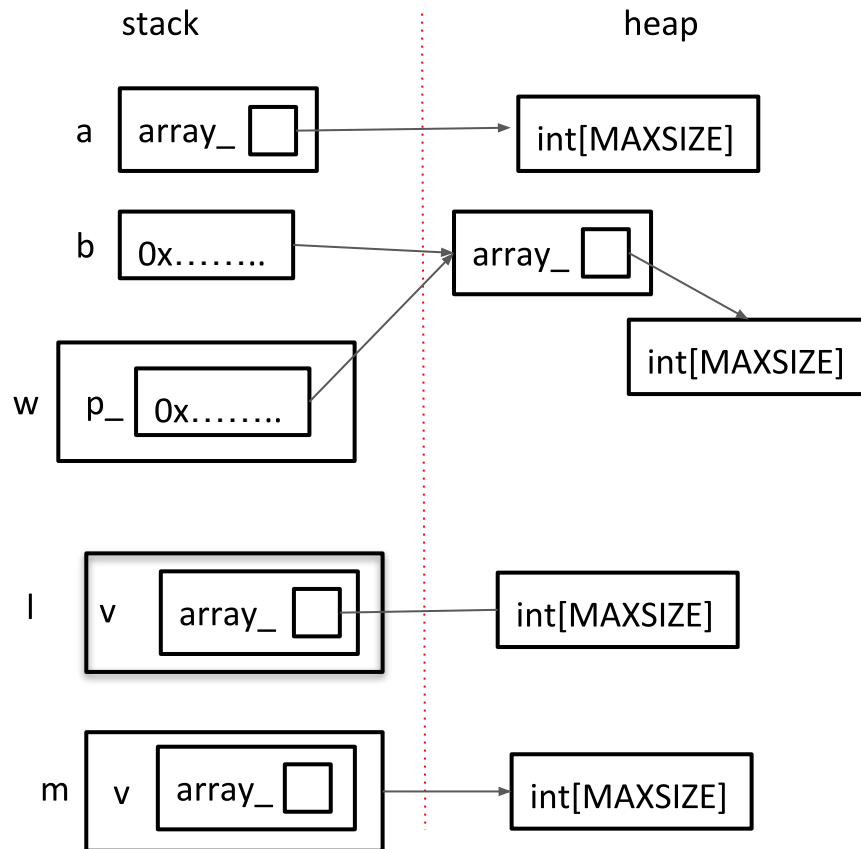 stack heap
a array_ int[MAXSIZE]
b 0x........ array_
int[MAXSIZE]
w p_ 0x........
l v array_ int[MAXSIZE]
m v array_ int[MAXSIZE]